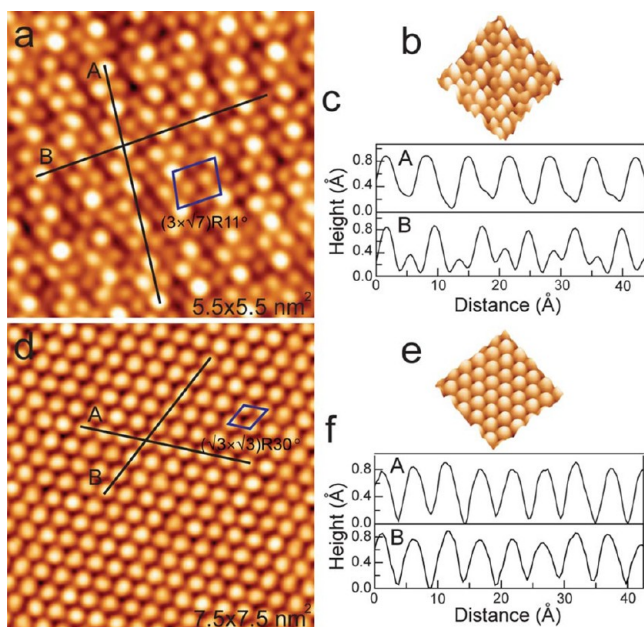 a
A
B
(3×√7)R11°
5.5x5.5 nm²
b
c
A
B
0.8
0.4
0.0
0.8
0.4
0.0
Height (Å)
0 10 20 30 40
Distance (Å)
d
A
B
(√3×√3)R30°
7.5x7.5 nm²
e
f
A
B
0.8
0.4
0.0
0.8
0.4
0.0
Height (Å)
0 10 20 30 40
Distance (Å)